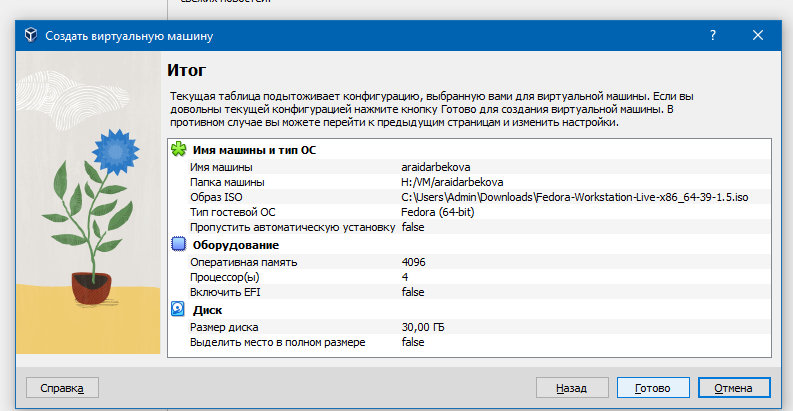 свежих новостей.
Создать виртуальную машину
?
Итог
Текущая таблица подытоживает конфигурацию, выбранную вами для виртуальной машины. Если вы
довольны текущей конфигурацией нажмите кнопку Готово для создания виртуальной машины. В
противном случае вы можете перейти к предыдущим страницам и изменить настройки.
Имя машины и тип ОС
Имя машины araidarbekova
Папка машины H:/VM/araidarbekova
Образ ISO C:\Users\Admin\Downloads\Fedora-Workstation-Live-x86_64-39-1.5.iso
Тип гостевой ОС Fedora (64-bit)
Пропустить автоматическую установку false
Оборудование
Оперативная память 4096
Процессор(ы) 4
Включить EFI false
Диск
Размер диска 30,00 ГБ
Выделить место в полном размере false
Справка Назад Готово Отмена